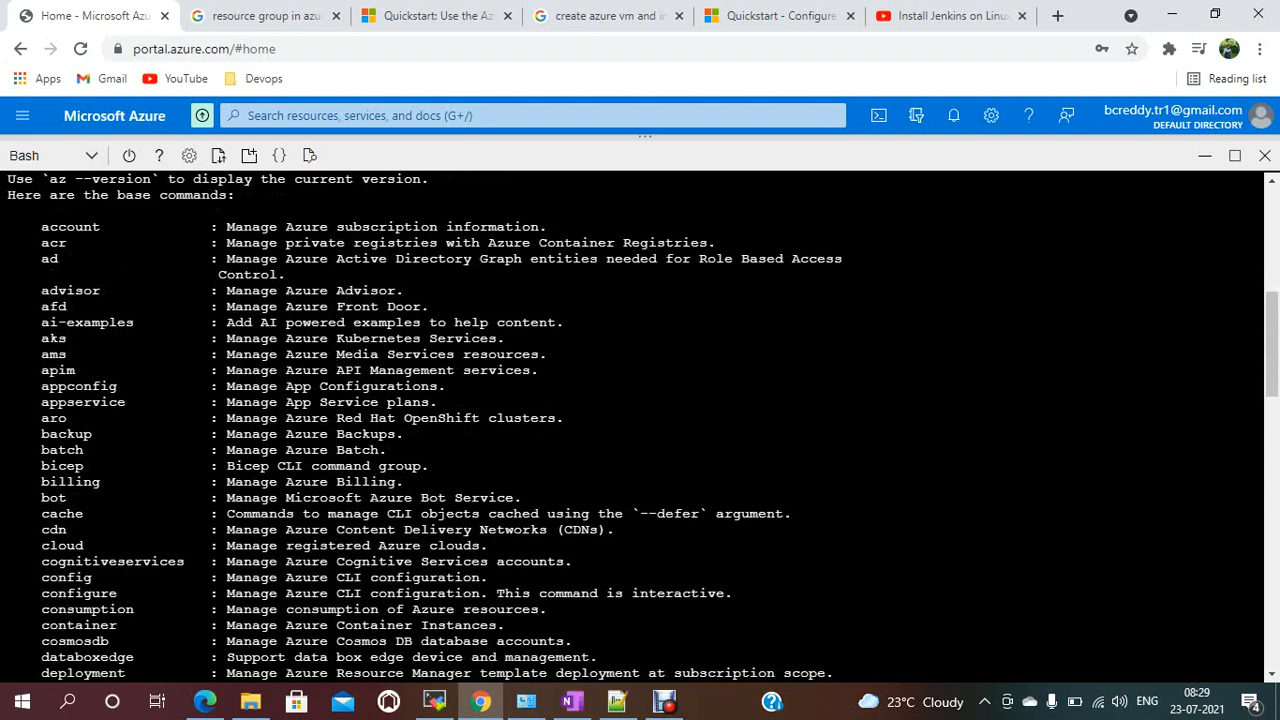 Home - Microsoft Azu
resource group in azu
Quickstart: Use the Az
create azure vm and i
Quickstart - Configure
Install Jenkins on Linu
portal.azure.com/#home
Apps
Gmail
YouTube
Devops
Reading list
Microsoft Azure
Search resources, services, and docs (G+/)
bcreddy.tr1@gmail.com
DEFAULT DIRECTORY
Bash
Use `az --version` to display the current version.
Here are the base commands:
account : Manage Azure subscription information.
acr : Manage private registries with Azure Container Registries.
ad : Manage Azure Active Directory Graph entities needed for Role Based Access
Control.
advisor : Manage Azure Advisor.
afd : Manage Azure Front Door.
ai-examples : Add AI powered examples to help content.
aks : Manage Azure Kubernetes Services.
ams : Manage Azure Media Services resources.
apim : Manage Azure API Management services.
appconfig : Manage App Configurations.
appservice : Manage App Service plans.
aro : Manage Azure Red Hat OpenShift clusters.
backup : Manage Azure Backups.
batch : Manage Azure Batch.
bicep : Bicep CLI command group.
billing : Manage Azure Billing.
bot : Manage Microsoft Azure Bot Service.
cache : Commands to manage CLI objects cached using the `--defer` argument.
cdn : Manage Azure Content Delivery Networks (CDNs).
cloud : Manage registered Azure clouds.
cognitiveservices : Manage Azure Cognitive Services accounts.
config : Manage Azure CLI configuration.
configure : Manage Azure CLI configuration. This command is interactive.
consumption : Manage consumption of Azure resources.
container : Manage Azure Container Instances.
cosmosdb : Manage Azure Cosmos DB database accounts.
databoxedge : Support data box edge device and management.
deployment : Manage Azure Resource Manager template deployment at subscription scope.
23°C Cloudy
ENG
08:29
23-07-2021
4